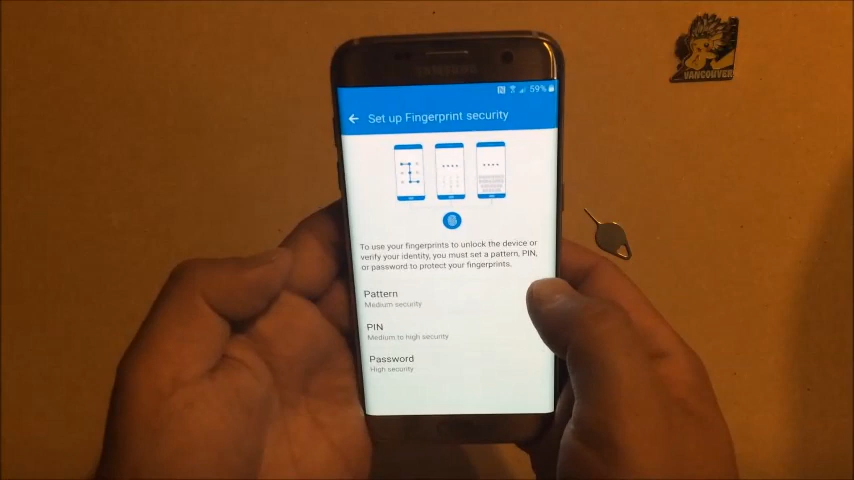 VANCOUVER
SAMSUNG
59%
Set up Fingerprint security
To use your fingerprints to unlock the device or
verify your identity, you must set a pattern, PIN,
or password to protect your fingerprints.
Pattern
Medium security
PIN
Medium to high security
Password
High security